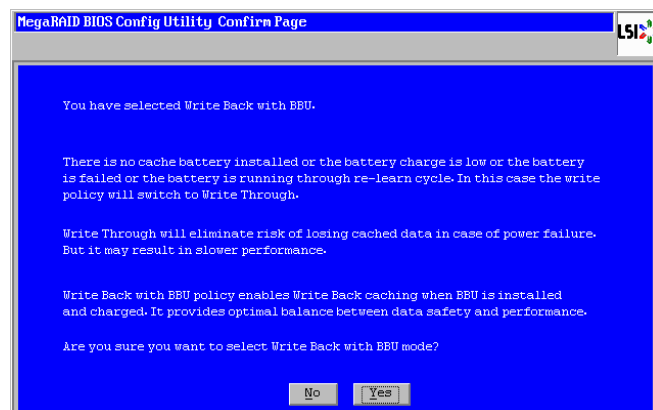 MegaRAID BIOS Config Utility Confirm Page
LSI
You have selected Write Back with BBU.
There is no cache battery installed or the battery charge is low or the battery
is failed or the battery is running through re-learn cycle. In this case the write
policy will switch to Write Through.
Write Through will eliminate risk of losing cached data in case of power failure.
But it may result in slower performance.
Write Back with BBU policy enables Write Back caching when BBU is installed
and charged. It provides optimal balance between data safety and performance.
Are you sure you want to select Write Back with BBU mode?
No Yes